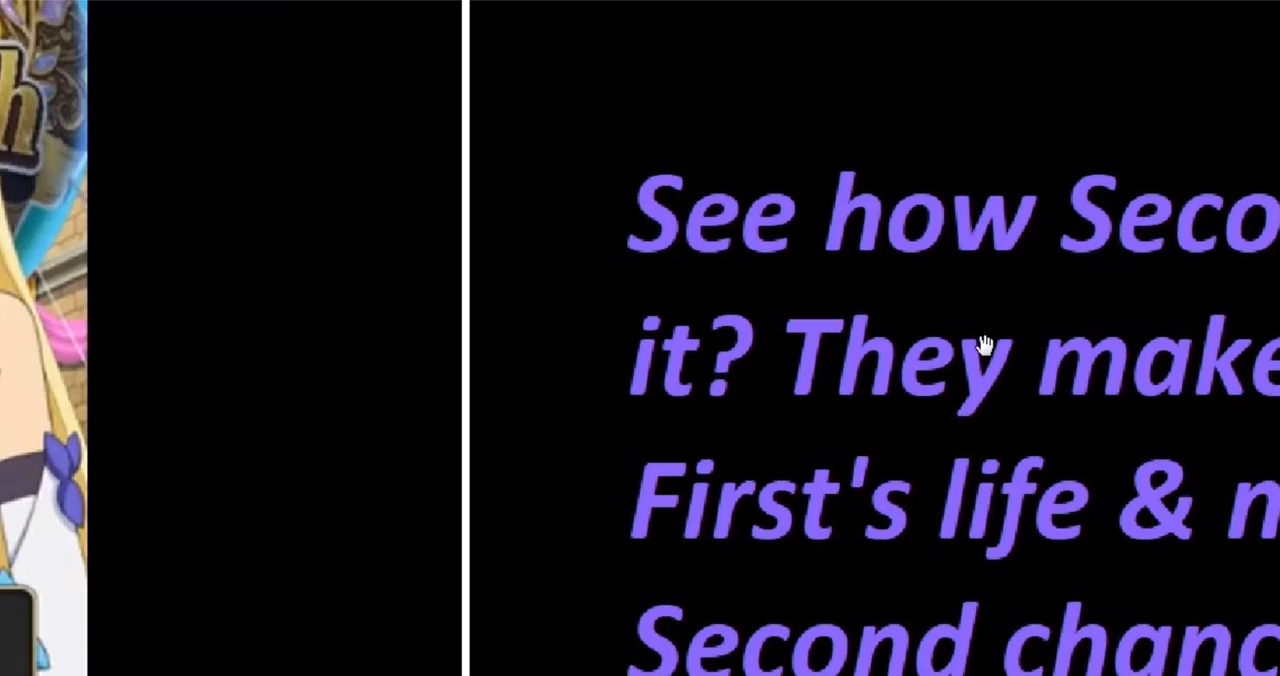 h
See how Seco
it? They make
First's life & n
Second chanc